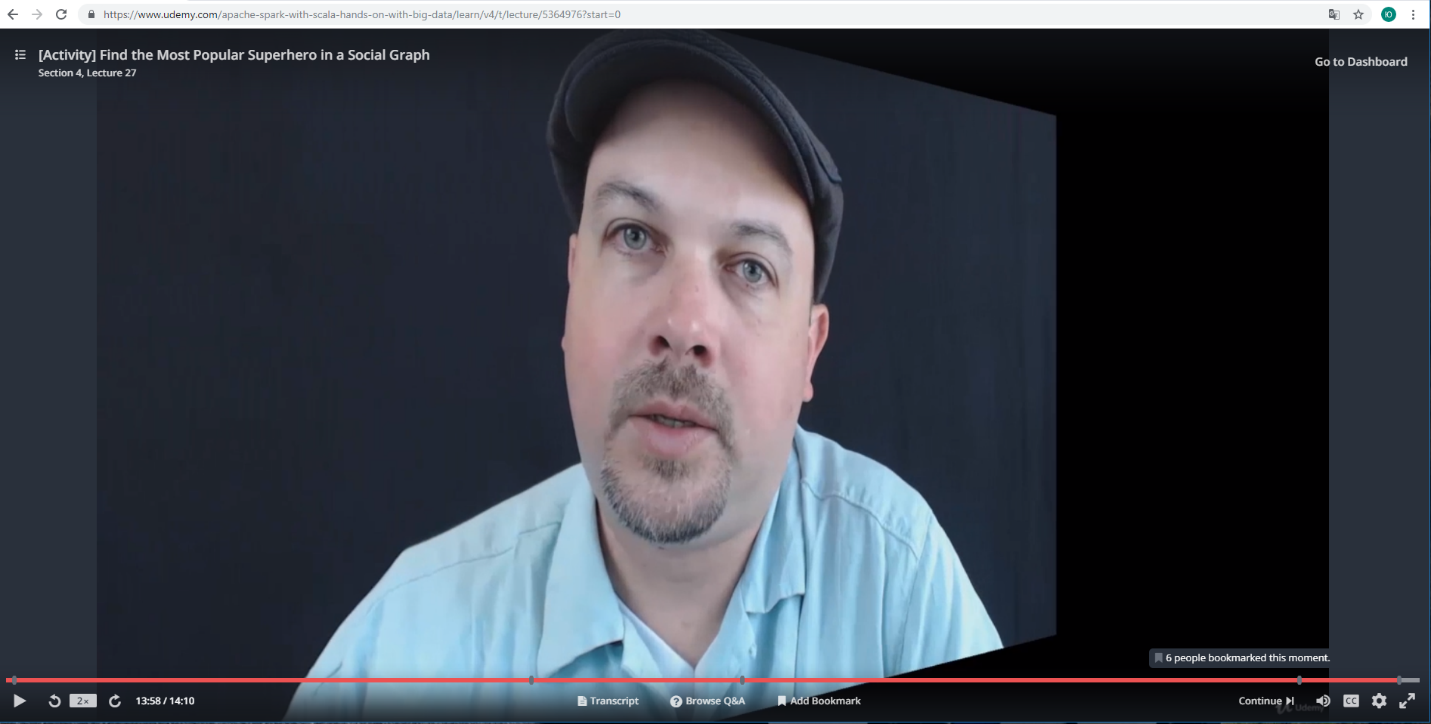 https://www.udemy.com/apache-spark-with-scala-hands-on-with-big-data/learn/v4/t/lecture/5364976?start=0
Ю
[Activity] Find the Most Popular Superhero in a Social Graph
Section 4, Lecture 27
Go to Dashboard
6 people bookmarked this moment.
2x
13:58 / 14:10
Transcript
? Browse Q&A
Add Bookmark
Continue
CC
Udemy